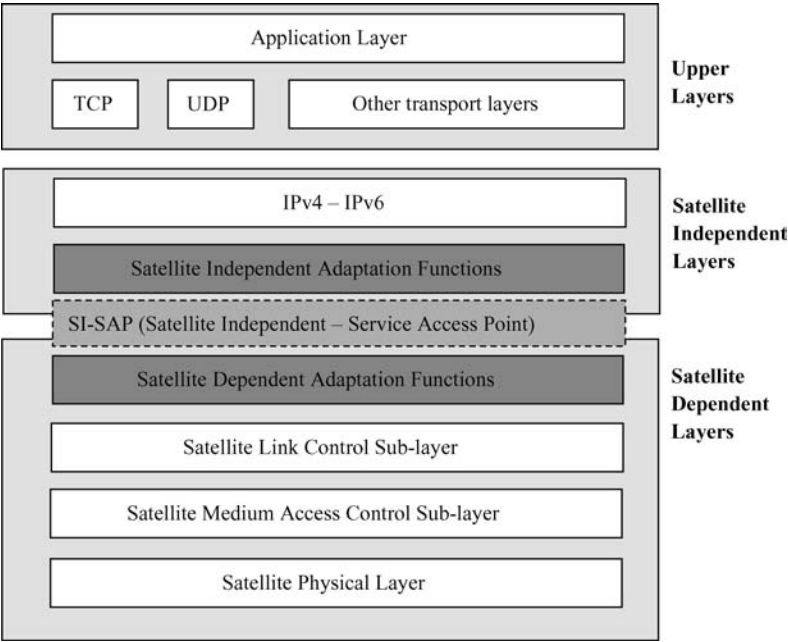 Application Layer
Upper
Layers
TCP
UDP
Other transport layers
IPv4 – IPv6
Satellite
Independent
Layers
Satellite Independent Adaptation Functions
SI-SAP (Satellite Independent – Service Access Point)
Satellite Dependent Adaptation Functions
Satellite
Dependent
Layers
Satellite Link Control Sub-layer
Satellite Medium Access Control Sub-layer
Satellite Physical Layer